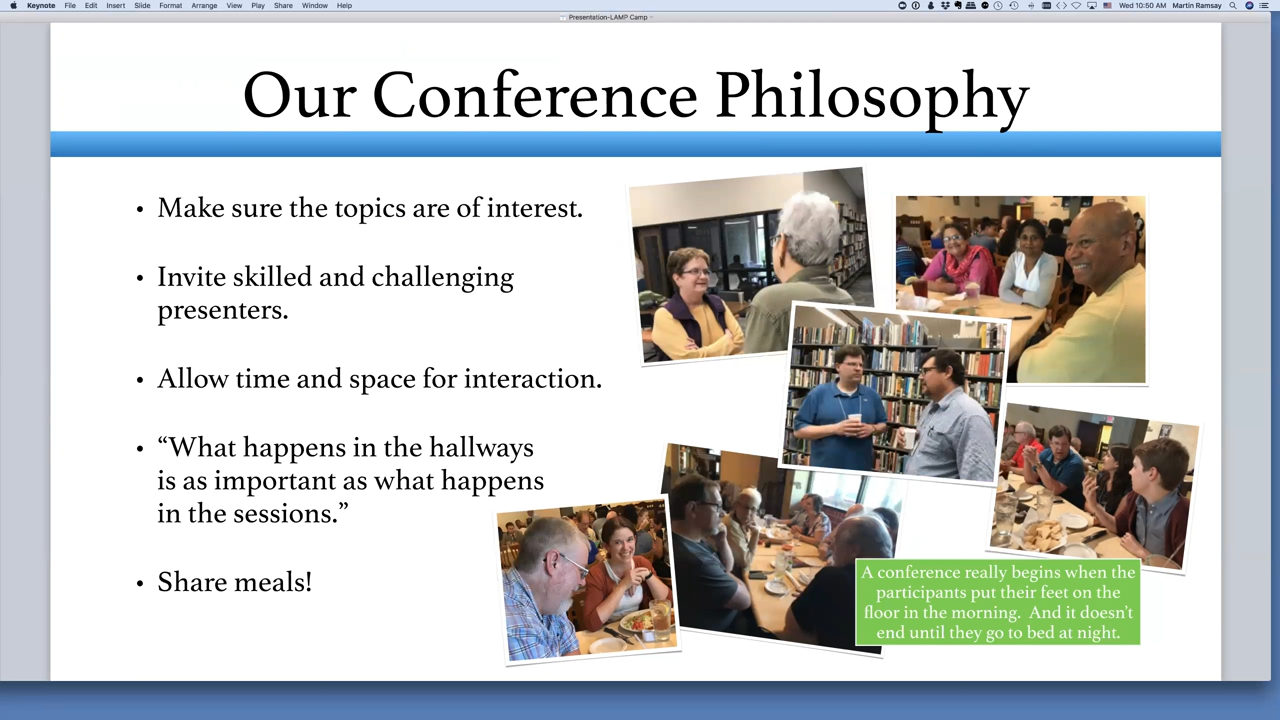 Keynote File Edit Insert Slide Format Arrange View Play Share Window Help
Wed 10:50 AM Martin Ramsay
Presentation-LAMP Camp
Our Conference Philosophy
• Make sure the topics are of interest.
• Invite skilled and challenging
presenters.
• Allow time and space for interaction.
• “What happens in the hallways
is as important as what happens
in the sessions.”
• Share meals!
A conference really begins when the
participants put their feet on the
floor in the morning. And it doesn’t
end until they go to bed at night.